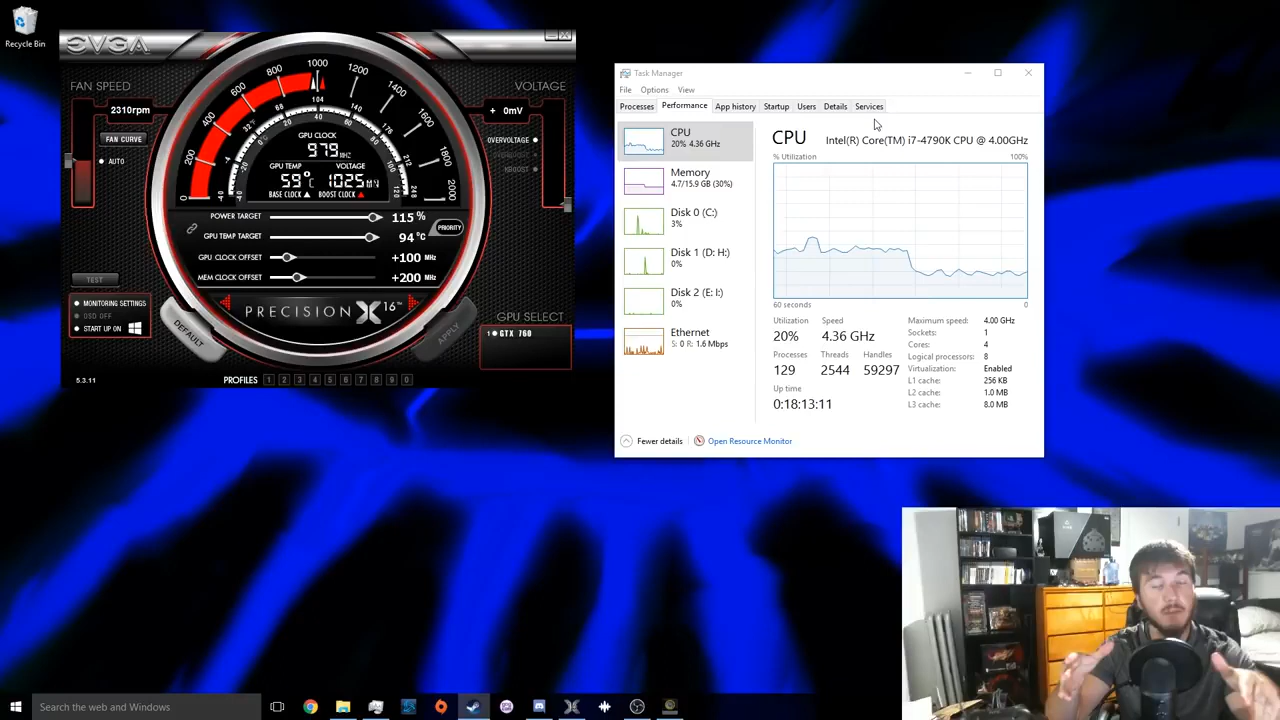 Recycle Bin
EVGA
FAN SPEED
2310rpm
FAN CURVE
AUTO
VOLTAGE
+ 0mV
OVERVOLTAGE
KBOOST
0 200 400 600 800 1000 1200 1400 1600 1800 2000
GPU CLOCK
979MHZ
GPU TEMP VOLTAGE
59°C 1025MV
BASE CLOCK BOOST CLOCK
POWER TARGET 115 %
GPU TEMP TARGET 94 °C
PRIORITY
GPU CLOCK OFFSET +100 MHz
MEM CLOCK OFFSET +200 MHz
TEST
MONITORING SETTINGS
OSD OFF
START UP ON
DEFAULT
PRECISION X 16™
APPLY
GPU SELECT
1 GTX 760
5.3.11
PROFILES 1 2 3 4 5 6 7 8 9 0
Task Manager
File Options View
Processes Performance App history Startup Users Details Services
CPU
20% 4.36 GHz
Memory
4.7/15.9 GB (30%)
Disk 0 (C:)
3%
Disk 1 (D: H:)
0%
Disk 2 (E: I:)
0%
Ethernet
S: 0 R: 1.6 Mbps
CPU Intel(R) Core(TM) i7-4790K CPU @ 4.00GHz
% Utilization 100%
60 seconds 0
Utilization Speed
20% 4.36 GHz
Processes Threads Handles
129 2544 59297
Up time
0:18:13:11
Maximum speed: 4.00 GHz
Sockets: 1
Cores: 4
Logical processors: 8
Virtualization: Enabled
L1 cache: 256 KB
L2 cache: 1.0 MB
L3 cache: 8.0 MB
Fewer details Open Resource Monitor
Search the web and Windows